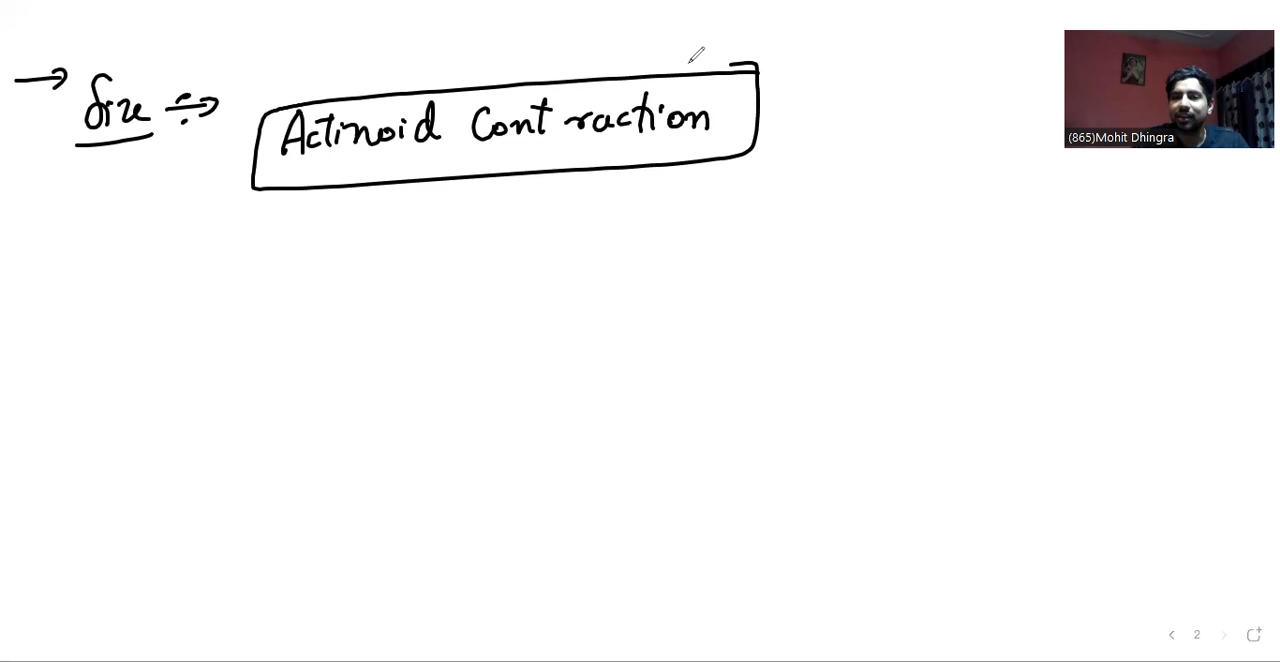 → Size ÷→ Actinoid Contraction
(865)Mohit Dhingra
2